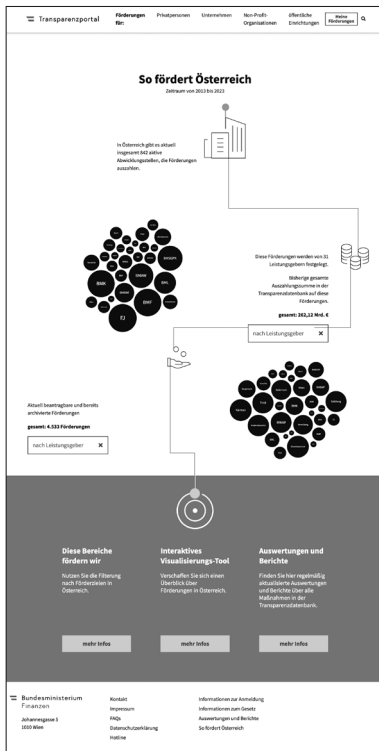 Transparenzportal
Förderungen für:
Privatpersonen
Unternehmen
Non-Profit-Organisationen
öffentliche Einrichtungen
Meine Förderungen
So fördert Österreich
Zeitraum von 2013 bis 2023
In Österreich gibt es aktuell
insgesamt 842 aktive
Abwicklungsstellen, die Förderungen
auszahlen.
Diese Förderungen werden von 31
Leistungsgebern festgelegt.
Bisherige gesamte
Auszahlungssumme in der
Transparenzdatenbank auf diese
Förderungen.
gesamt: 262,12 Mrd. €
nach Leistungsgeber ×
BMK
BML
BMF
FJ
Aktuell beantragbare und bereits
archivierte Förderungen
gesamt: 4.533 Förderungen
nach Leistungsgeber ×
Tirol
Diese Bereiche
fördern wir
Nutzen Sie die Filterung
nach Förderzielen in
Österreich.
mehr Infos
Interaktives
Visualisierungs-Tool
Verschaffen Sie sich einen
Überblick über
Förderungen in Österreich.
mehr Infos
Auswertungen und
Berichte
Finden Sie hier regelmäßig
aktualisierte Auswertungen
und Berichte über alle
Maßnahmen in der
Transparenzdatenbank.
mehr Infos
Bundesministerium
Finanzen
Johannesgasse 5
1010 Wien
Kontakt
Impressum
FAQs
Datenschutzerklärung
Hotline
Informationen zur Anmeldung
Informationen zum Gesetz
Auswertungen und Berichte
So fördert Österreich